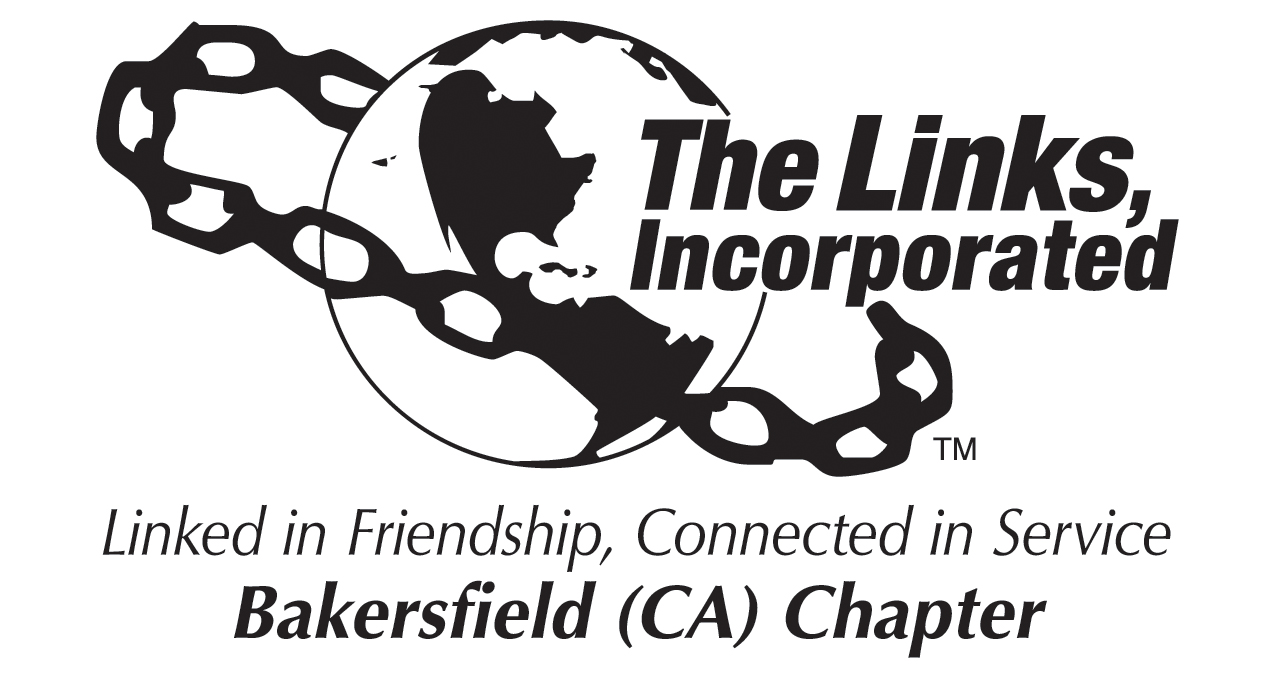 The Links,
Incorporated
TM
Linked in Friendship, Connected in Service
Bakersfield (CA) Chapter